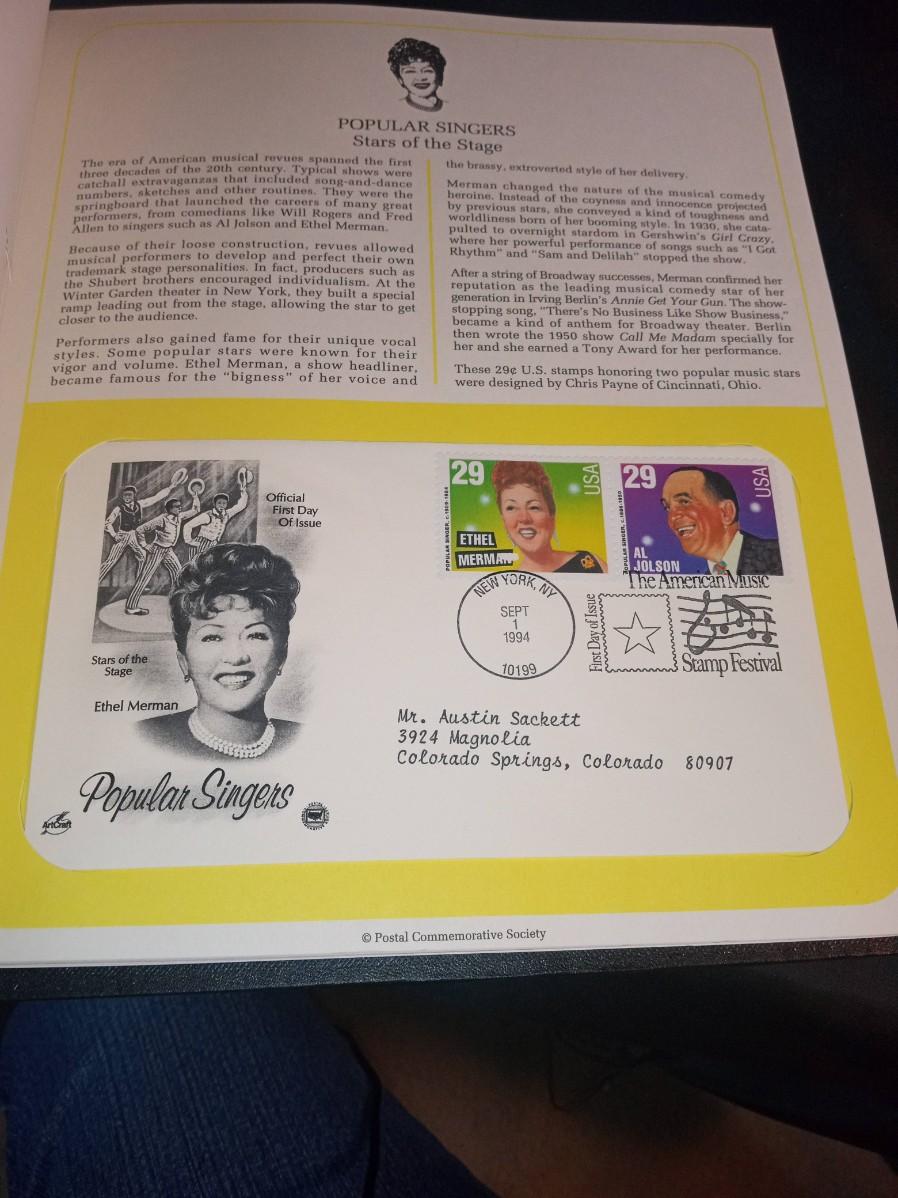 POPULAR SINGERS
Stars of the Stage
The era of American musical revues spanned the first
three decades of the 20th century. Typical shows were
catchall extravaganzas that included song-and-dance
numbers, sketches and other routines. They were the
springboard that launched the careers of many great
performers, from comedians like Will Rogers and Fred
Allen to singers such as Al Jolson and Ethel Merman.
Because of their loose construction, revues allowed
musical performers to develop and perfect their own
trademark stage personalities. In fact, producers such as
the Shubert brothers encouraged individualism. At the
Winter Garden theater in New York, they built a special
ramp leading out from the stage, allowing the star to get
closer to the audience.
Performers also gained fame for their unique vocal
styles. Some popular stars were known for their
vigor and volume. Ethel Merman, a show headliner,
became famous for the "bigness" of her voice and
the brassy, extroverted style of her delivery.
Merman changed the nature of the musical comedy
heroine. Instead of the coyness and innocence projected
by previous stars, she conveyed a kind of toughness and
worldliness born of her booming style. In 1930, she cata-
pulted to overnight stardom in Gershwin's Girl Crazy,
where her powerful performance of songs such as "I Got
Rhythm" and "Sam and Delilah" stopped the show.
After a string of Broadway successes, Merman confirmed her
reputation as the leading musical comedy star of her
generation in Irving Berlin's Annie Get Your Gun. The show-
stopping song, "There's No Business Like Show Business,"
became a kind of anthem for Broadway theater. Berlin
then wrote the 1950 show Call Me Madam specially for
her and she earned a Tony Award for her performance.
These 29¢ U.S. stamps honoring two popular music stars
were designed by Chris Payne of Cincinnati, Ohio.
Official
First Day
Of Issue
Stars of the
Stage
Ethel Merman
Popular Singers
ArtCraft
29
USA
POPULAR SINGER, c.1909-1984
ETHEL
MERMAN
29
USA
POPULAR SINGER, c.1886-1950
AL
JOLSON
NEW YORK, NY
SEPT
1
1994
10199
First Day of Issue
The American Music
Stamp Festival
Mr. Austin Sackett
3924 Magnolia
Colorado Springs, Colorado 80907
© Postal Commemorative Society